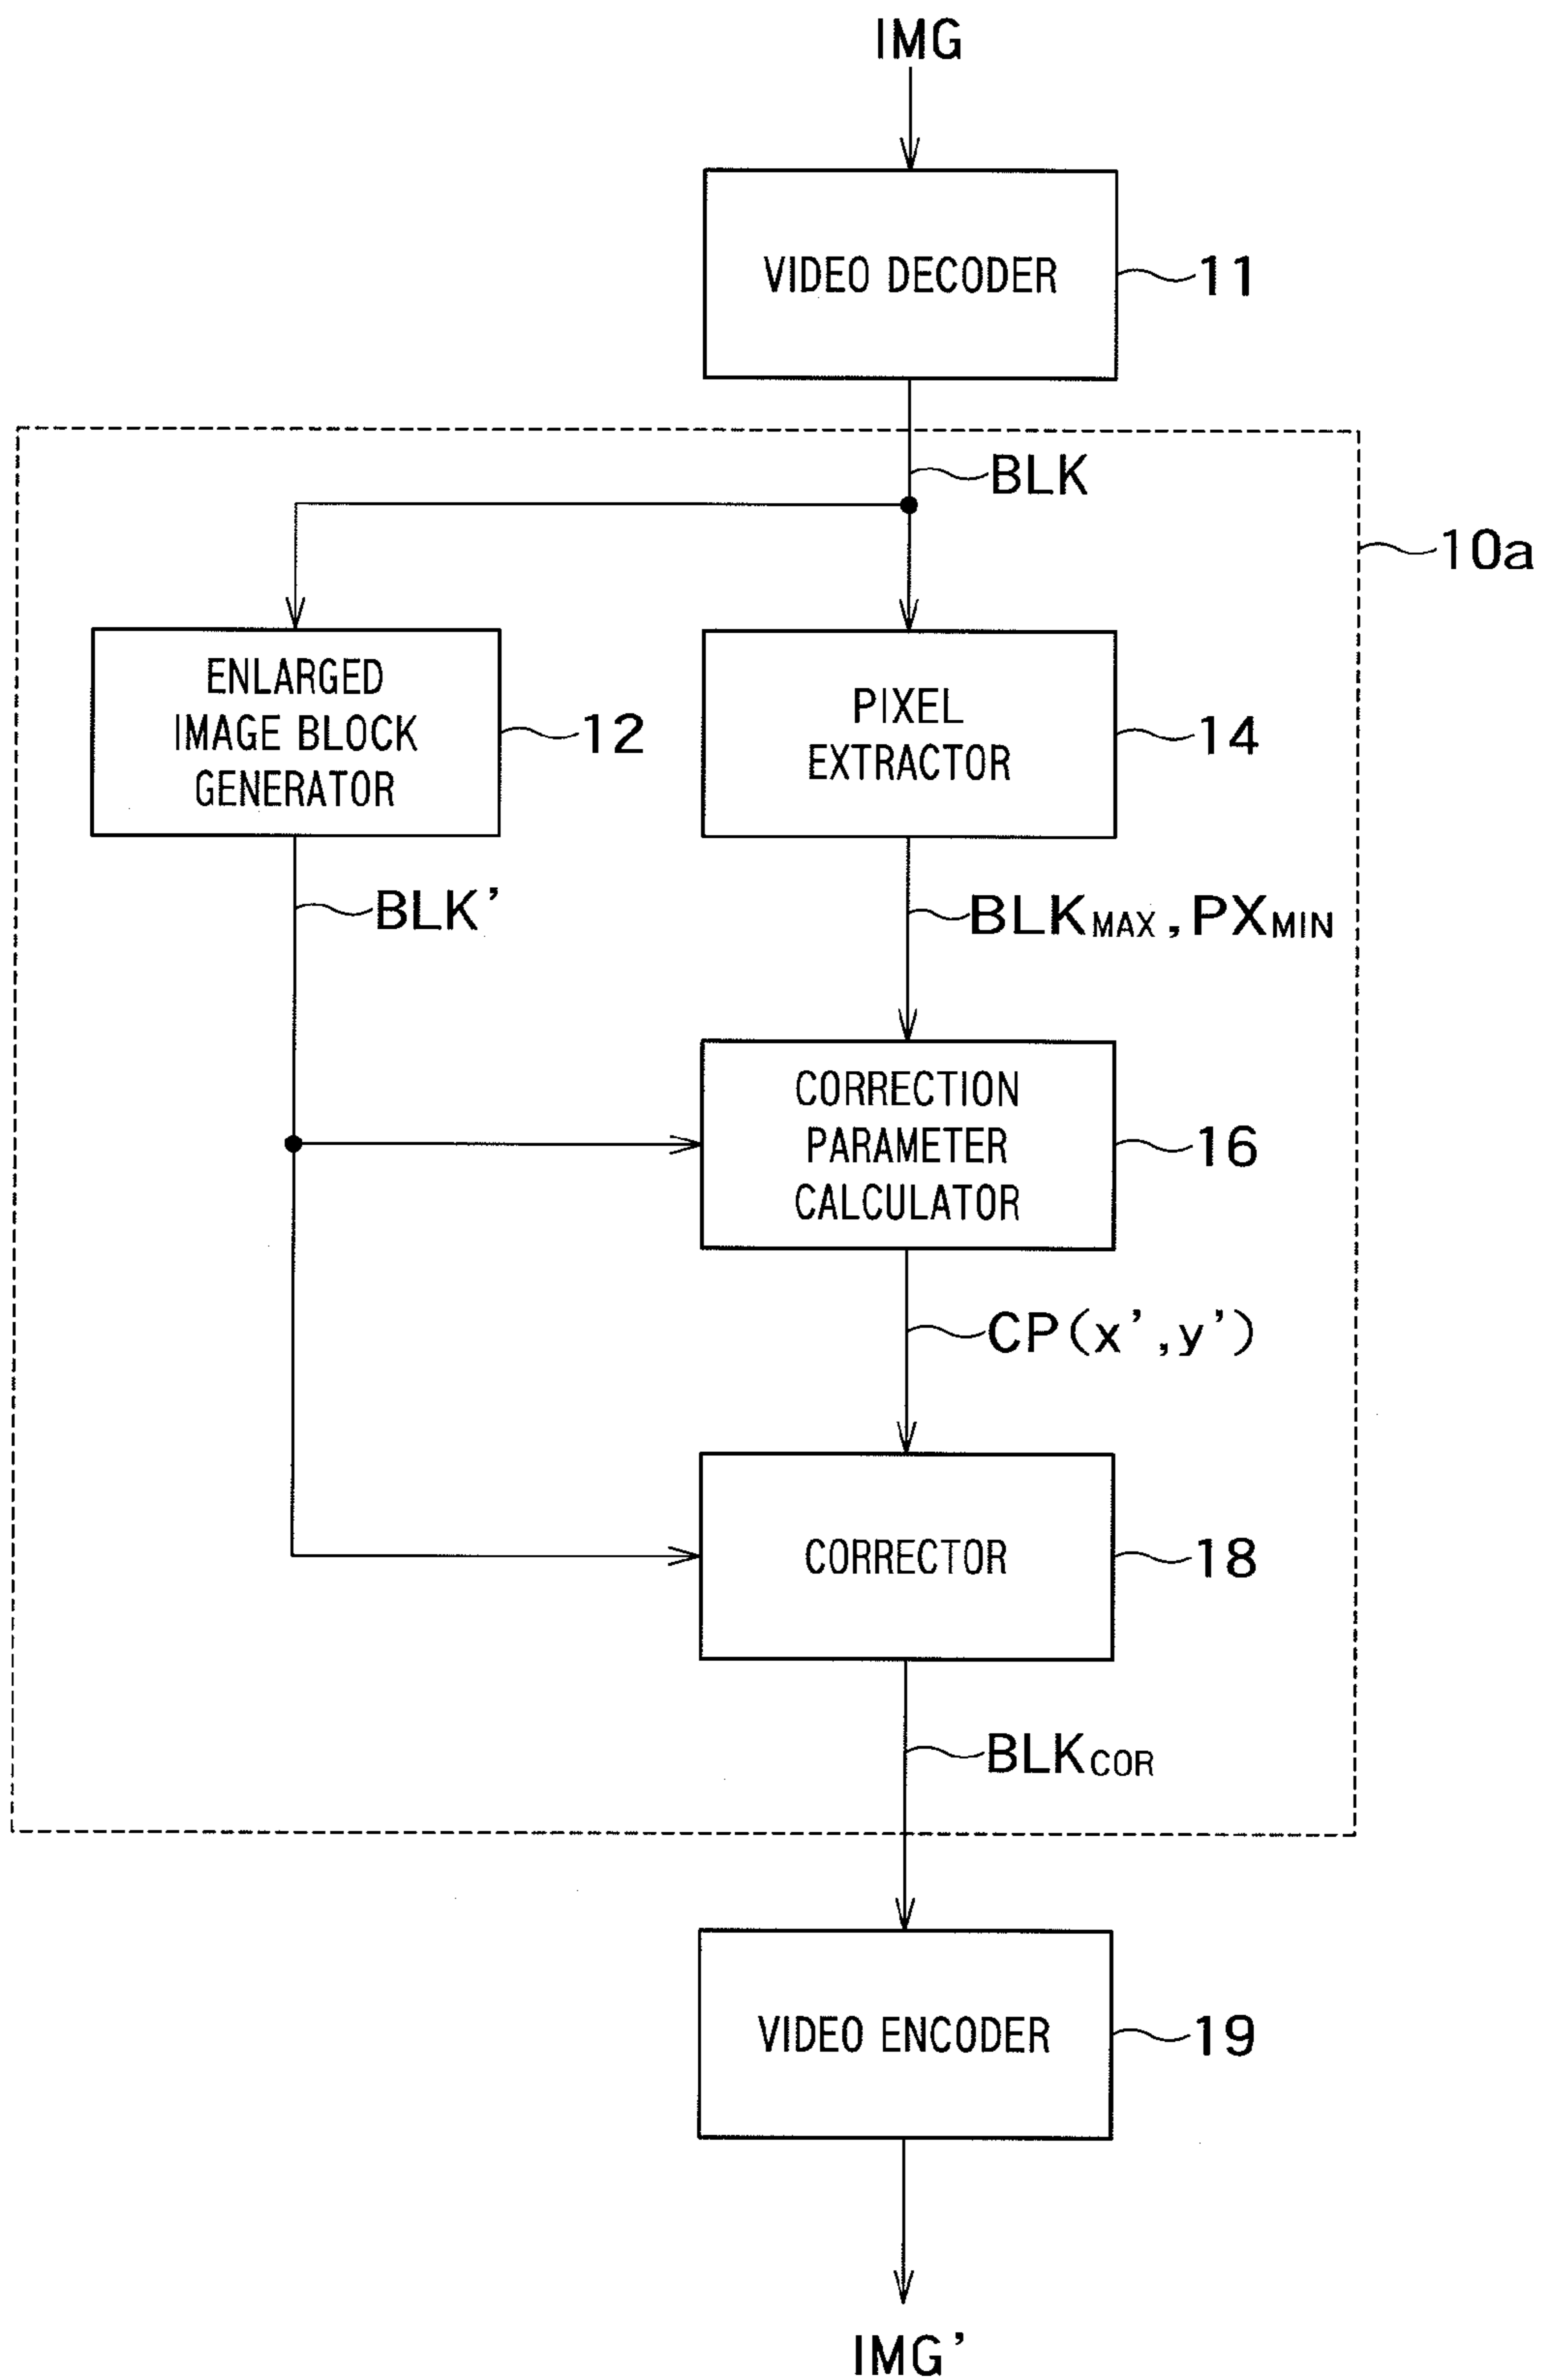 IMG
VIDEO DECODER
11
BLK
10a
ENLARGED
IMAGE BLOCK
GENERATOR
12
PIXEL
EXTRACTOR
14
BLK'
BLKMAX, PXMIN
CORRECTION
PARAMETER
CALCULATOR
16
CP(x',y')
CORRECTOR
18
BLKCOR
VIDEO ENCODER
19
IMG'